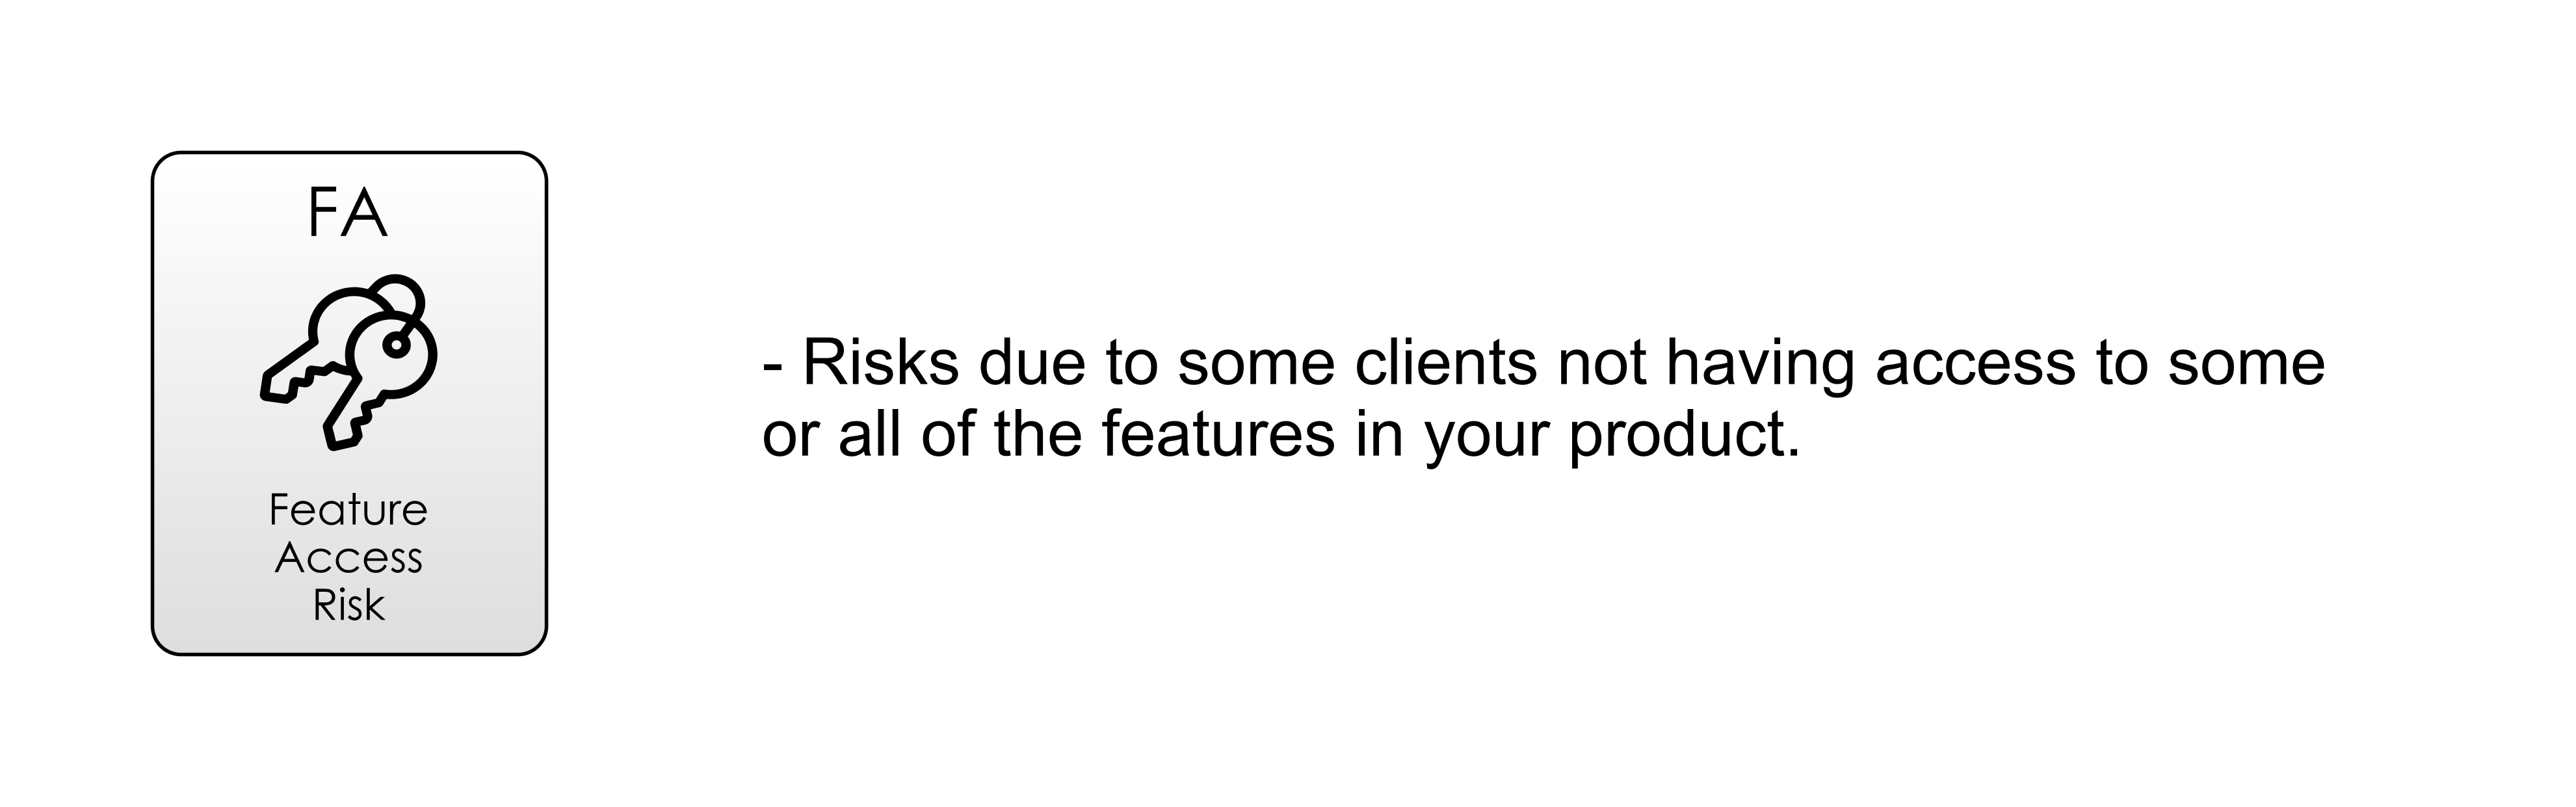 FA
Feature
Access
Risk
- Risks due to some clients not having access to some
or all of the features in your product.